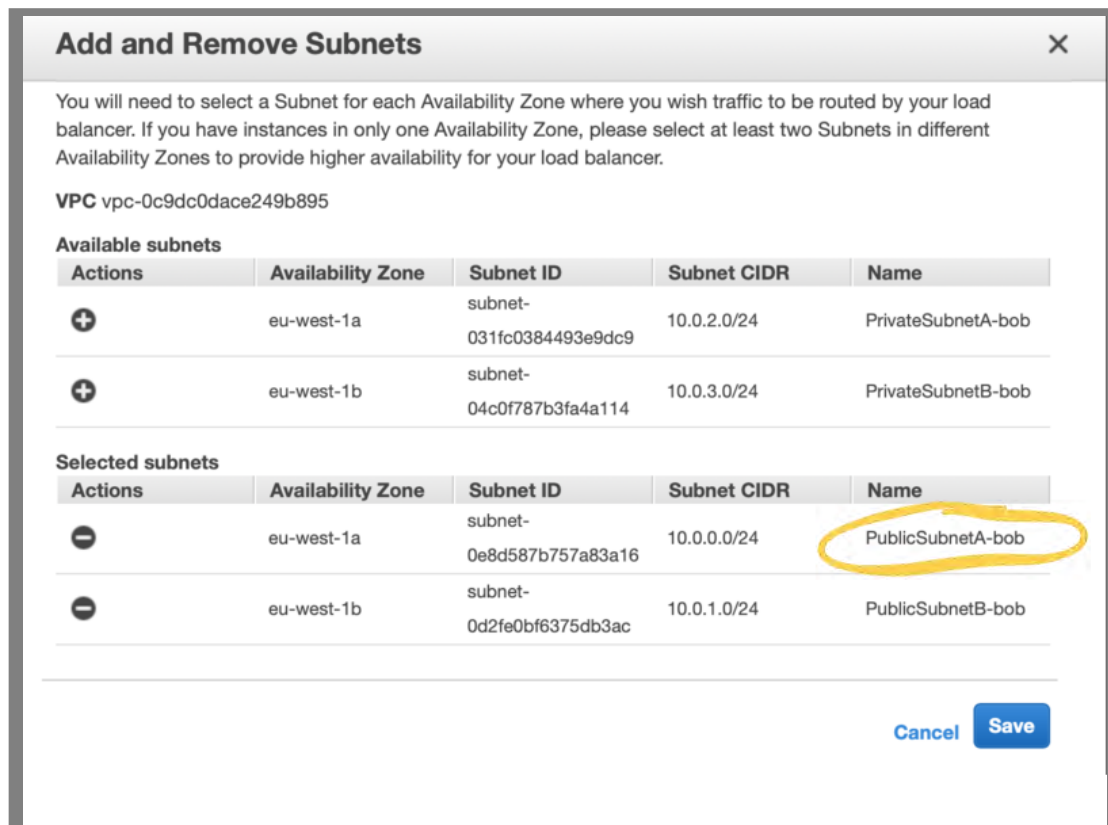 Add and Remove Subnets
You will need to select a Subnet for each Availability Zone where you wish traffic to be routed by your load
balancer. If you have instances in only one Availability Zone, please select at least two Subnets in different
Availability Zones to provide higher availability for your load balancer.
VPC vpc-0c9dc0dace249b895
Available subnets
Actions Availability Zone Subnet ID Subnet CIDR Name
eu-west-1a subnet-031fc0384493e9dc9 10.0.2.0/24 PrivateSubnetA-bob
eu-west-1b subnet-04c0f787b3fa4a114 10.0.3.0/24 PrivateSubnetB-bob
Selected subnets
Actions Availability Zone Subnet ID Subnet CIDR Name
eu-west-1a subnet-0e8d587b757a83a16 10.0.0.0/24 PublicSubnetA-bob
eu-west-1b subnet-0d2fe0bf6375db3ac 10.0.1.0/24 PublicSubnetB-bob
Cancel Save